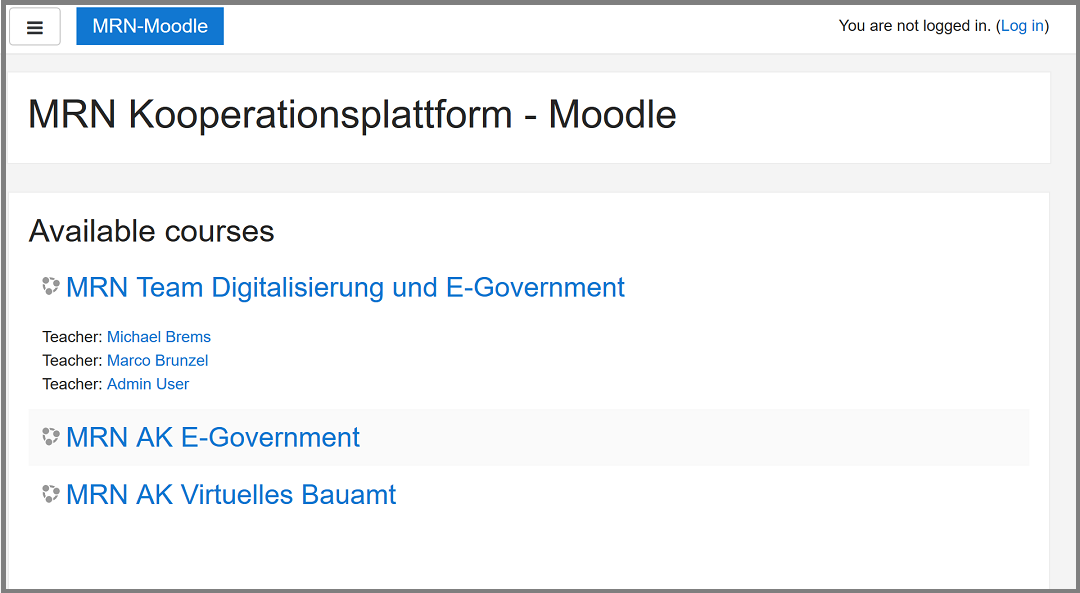 MRN-Moodle
You are not logged in. (Log in)
MRN Kooperationsplattform - Moodle
Available courses
MRN Team Digitalisierung und E-Government
Teacher: Michael Brems
Teacher: Marco Brunzel
Teacher: Admin User
MRN AK E-Government
MRN AK Virtuelles Bauamt